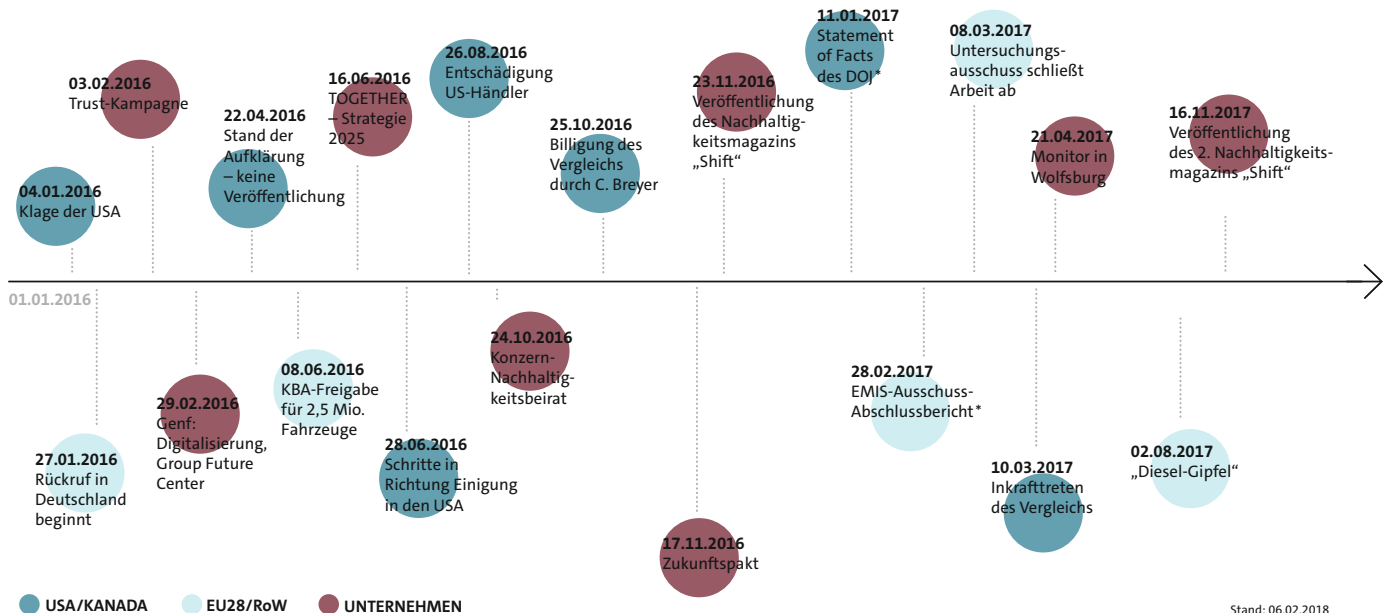 03.02.2016
Trust-Kampagne
04.01.2016
Klage der USA
22.04.2016
Stand der
Aufklärung
– keine
Veröffentlichung
16.06.2016
TOGETHER
– Strategie
2025
26.08.2016
Entschädigung
US-Händler
25.10.2016
Billigung des
Vergleichs
durch C. Breyer
23.11.2016
Veröffentlichung
des Nachhaltig-
keitsmagazins
„Shift“
11.01.2017
Statement
of Facts
des DOJ*
08.03.2017
Untersuchungs-
ausschuss schließt
Arbeit ab
21.04.2017
Monitor in
Wolfsburg
16.11.2017
Veröffentlichung
des 2. Nachhaltigkeits-
magazins „Shift“
01.01.2016
27.01.2016
Rückruf in
Deutschland
beginnt
29.02.2016
Genf:
Digitalisierung,
Group Future
Center
08.06.2016
KBA-Freigabe
für 2,5 Mio.
Fahrzeuge
28.06.2016
Schritte in
Richtung Einigung
in den USA
24.10.2016
Konzern-
Nachhaltig-
keitsbeirat
17.11.2016
Zukunftspakt
28.02.2017
EMIS-Ausschuss-
Abschlussbericht*
10.03.2017
Inkrafttreten
des Vergleichs
02.08.2017
„Diesel-Gipfel“
USA/KANADA
EU28/RoW
UNTERNEHMEN
Stand: 06.02.2018